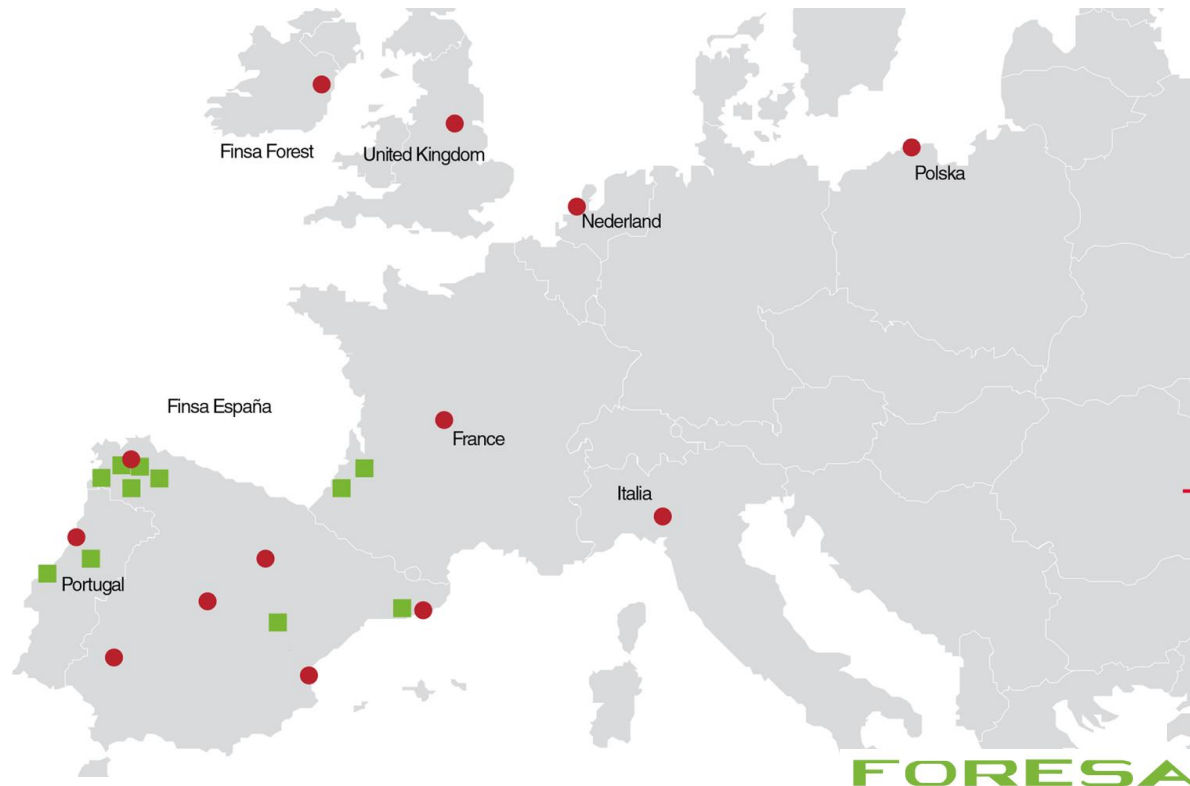 Finsa Forest
United Kingdom
Polska
Nederland
Finsa España
France
Italia
Portugal
FORESA